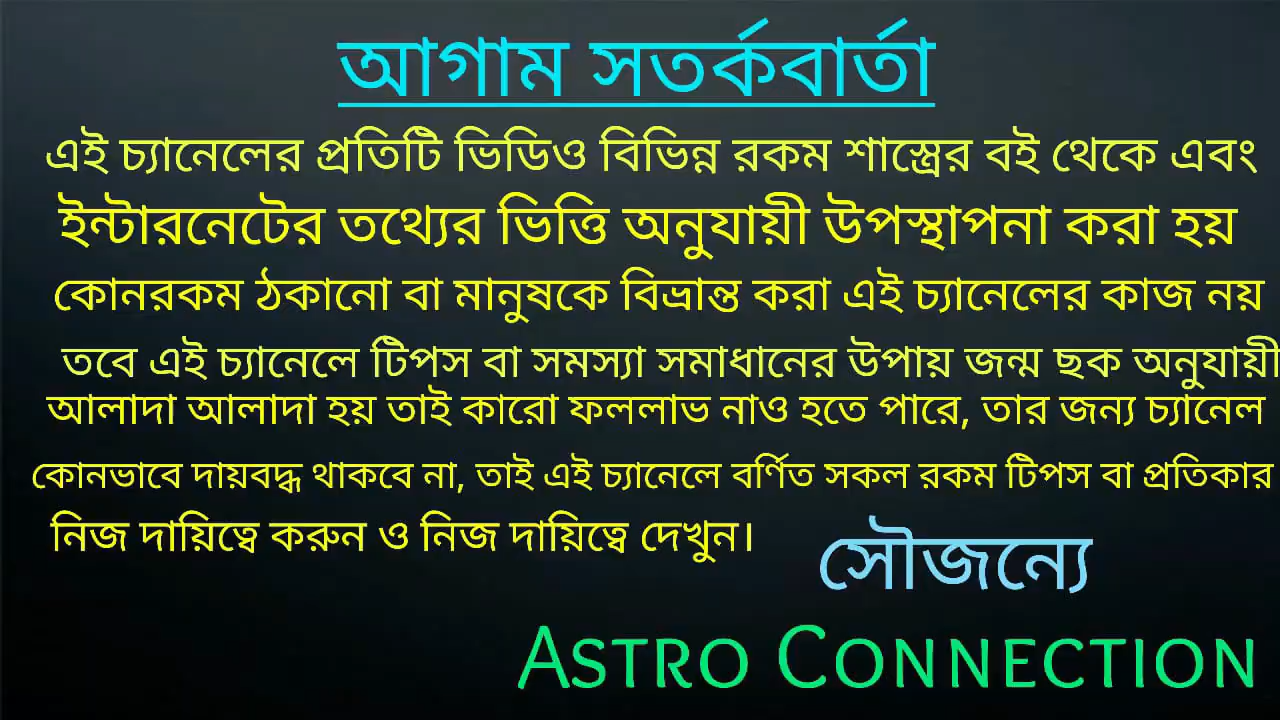 আগাম সতর্কবার্তা
এই চ্যানেলের প্রতিটি ভিডিও বিভিন্ন রকম শাস্ত্রের বই থেকে এবং
ইন্টারনেটের তথ্যের ভিত্তি অনুযায়ী উপস্থাপনা করা হয়
কোনরকম ঠকানো বা মানুষকে বিভ্রান্ত করা এই চ্যানেলের কাজ নয়
তবে এই চ্যানেলে টিপস বা সমস্যা সমাধানের উপায় জন্ম ছক অনুযায়ী
আলাদা আলাদা হয় তাই কারো ফললাভ নাও হতে পারে, তার জন্য চ্যানেল
কোনভাবে দায়বদ্ধ থাকবে না, তাই এই চ্যানেলে বর্ণিত সকল রকম টিপস বা প্রতিকার
নিজ দায়িত্বে করুন ও নিজ দায়িত্বে দেখুন।
সৌজন্যে
ASTRO CONNECTION